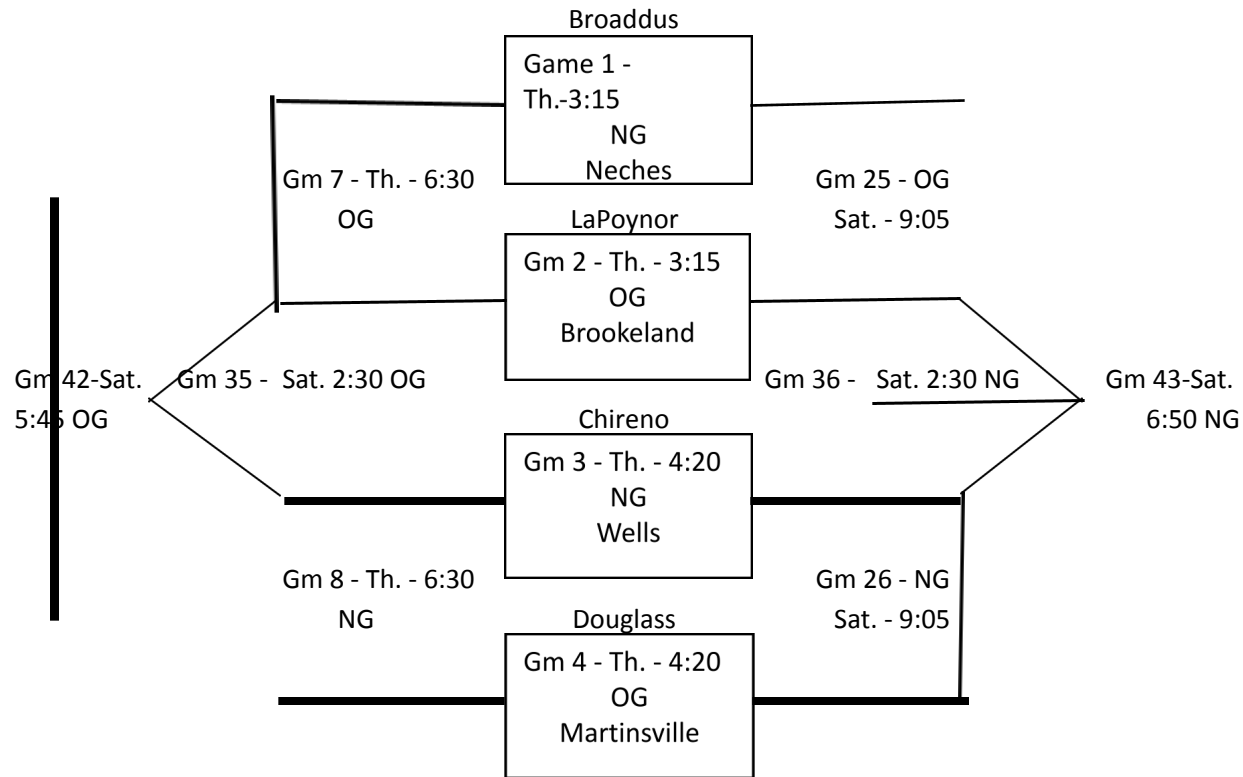 Broaddus
Game 1 -
Th.-3:15
NG
Neches
Gm 7 - Th. - 6:30
OG
Gm 25 - OG
Sat. - 9:05
LaPoynor
Gm 2 - Th. - 3:15
OG
Brookeland
Gm 42-Sat.
5:45 OG
Gm 35 - Sat. 2:30 OG
Gm 36 - Sat. 2:30 NG
Gm 43-Sat.
6:50 NG
Chireno
Gm 3 - Th. - 4:20
NG
Wells
Gm 8 - Th. - 6:30
NG
Gm 26 - NG
Sat. - 9:05
Douglass
Gm 4 - Th. - 4:20
OG
Martinsville